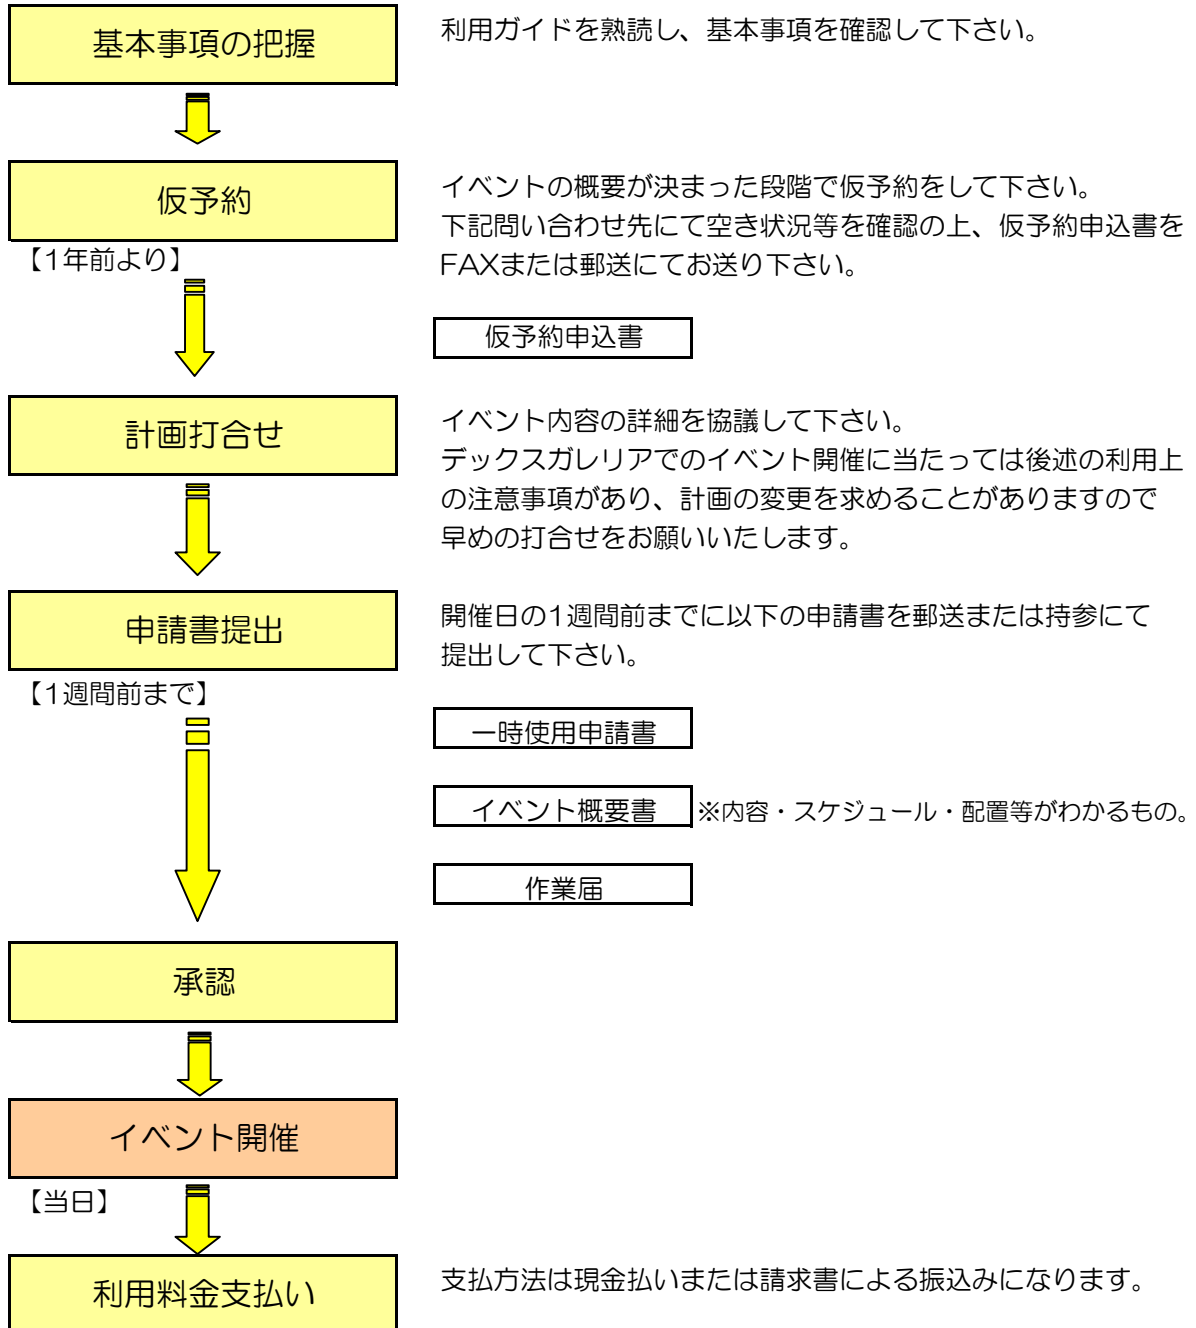 基本事項の把握
利用ガイドを熟読し、基本事項を確認して下さい。
仮予約
【1年前より】
イベントの概要が決まった段階で仮予約をして下さい。
下記問い合わせ先にて空き状況等を確認の上、仮予約申込書を
FAXまたは郵送にてお送り下さい。
仮予約申込書
計画打合せ
イベント内容の詳細を協議して下さい。
デックスガレリアでのイベント開催に当たっては後述の利用上
の注意事項があり、計画の変更を求めることがありますので
早めの打合せをお願いいたします。
申請書提出
【1週間前まで】
開催日の1週間前までに以下の申請書を郵送または持参にて
提出して下さい。
一時使用申請書
イベント概要書 ※内容・スケジュール・配置等がわかるもの。
作業届
承認
イベント開催
【当日】
利用料金支払い
支払方法は現金払いまたは請求書による振込みになります。